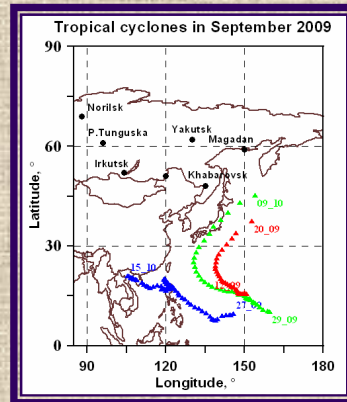 Tropical cyclones in September 2009
90
Norilsk
P.Tunguska
Yakutsk
Magadan
60
Irkutsk
Khabarovsk
09_10
20_09
30
15_10
27_09
29_09
0
90
120
150
180
Latitude, °
Longitude, °